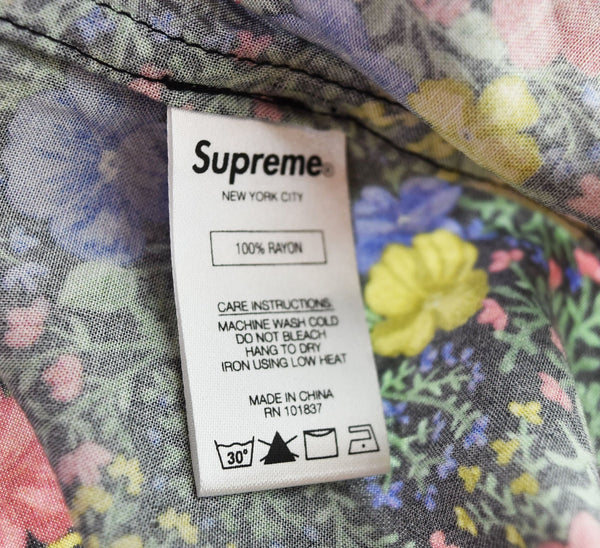 Supreme®
NEW YORK CITY
100% RAYON
CARE INSTRUCTIONS
MACHINE WASH COLD
DO NOT BLEACH
HANG TO DRY
IRON USING LOW HEAT
MADE IN CHINA
RN 101837
30°